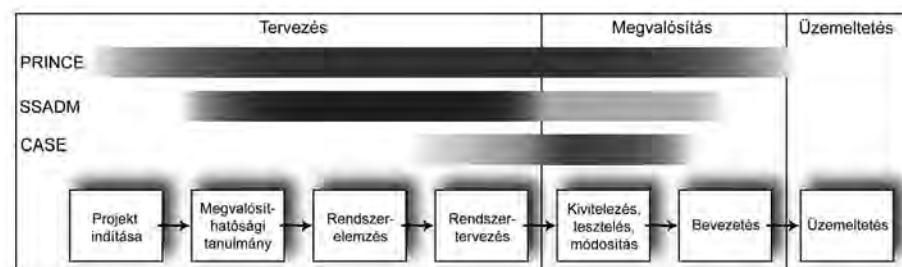 Tervezés
Megvalósítás
Üzemeltetés
PRINCE
SSADM
CASE
Projekt
indítása
Megvalósít-
hatósági
tanulmány
Rendszer-
elemzés
Rendszer-
tervezés
Kivitelezés,
tesztelés,
módosítás
Bevezetés
Üzemeltetés